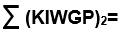 ∑ (KIWGP)₂=